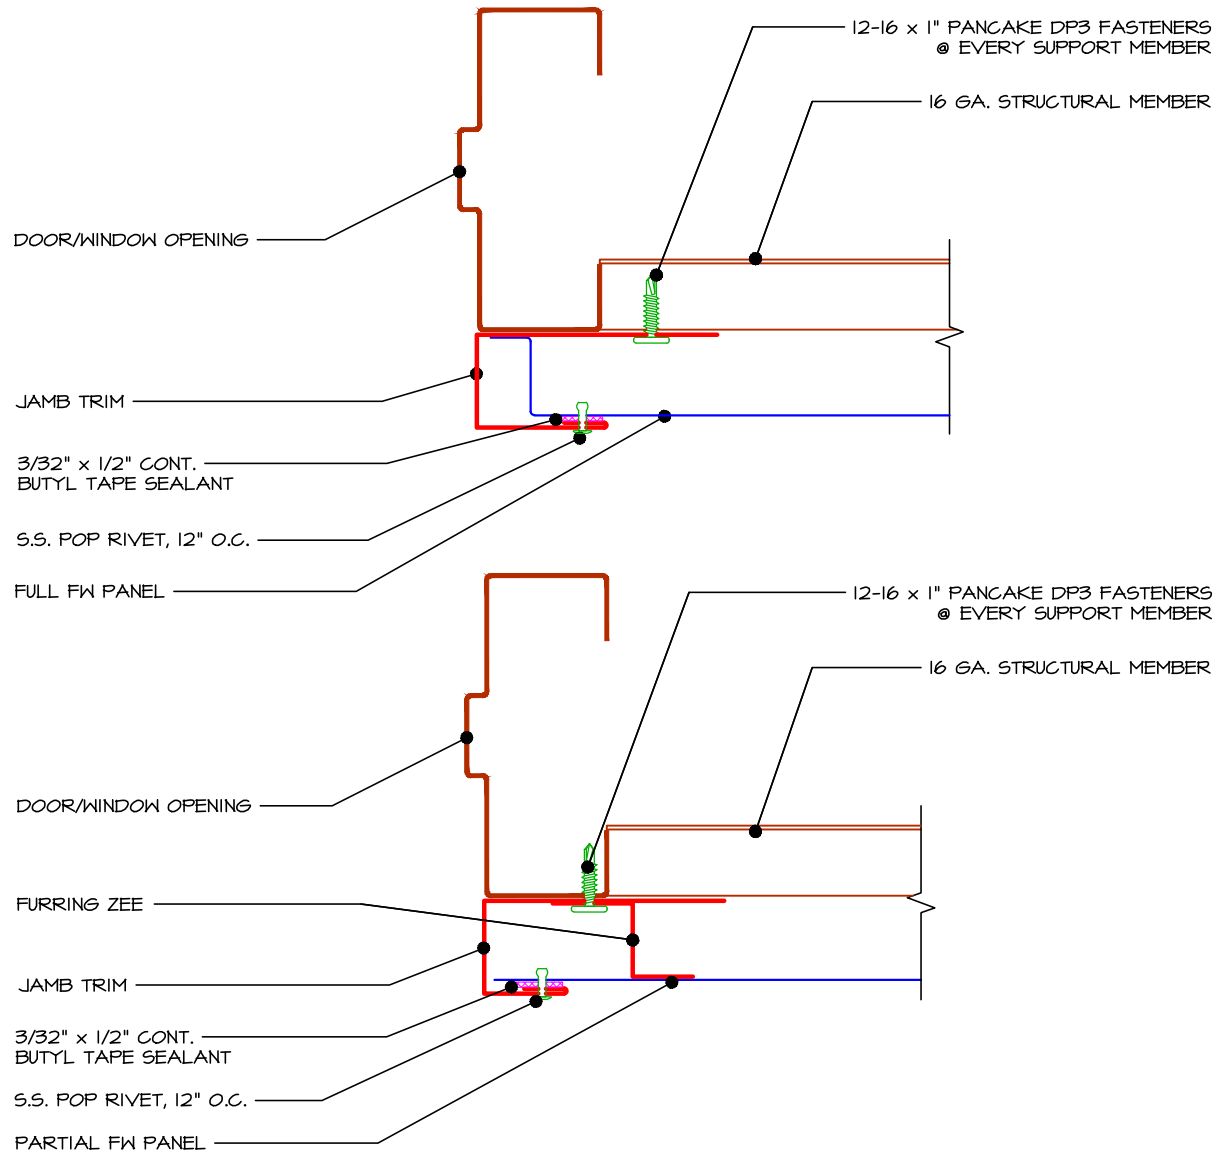 12-16 x 1" PANCAKE DP3 FASTENERS
@ EVERY SUPPORT MEMBER
16 GA. STRUCTURAL MEMBER
DOOR/WINDOW OPENING
JAMB TRIM
3/32" x 1/2" CONT.
BUTYL TAPE SEALANT
S.S. POP RIVET, 12" O.C.
FULL FW PANEL
12-16 x 1" PANCAKE DP3 FASTENERS
@ EVERY SUPPORT MEMBER
16 GA. STRUCTURAL MEMBER
DOOR/WINDOW OPENING
FURRING ZEE
JAMB TRIM
3/32" x 1/2" CONT.
BUTYL TAPE SEALANT
S.S. POP RIVET, 12" O.C.
PARTIAL FW PANEL